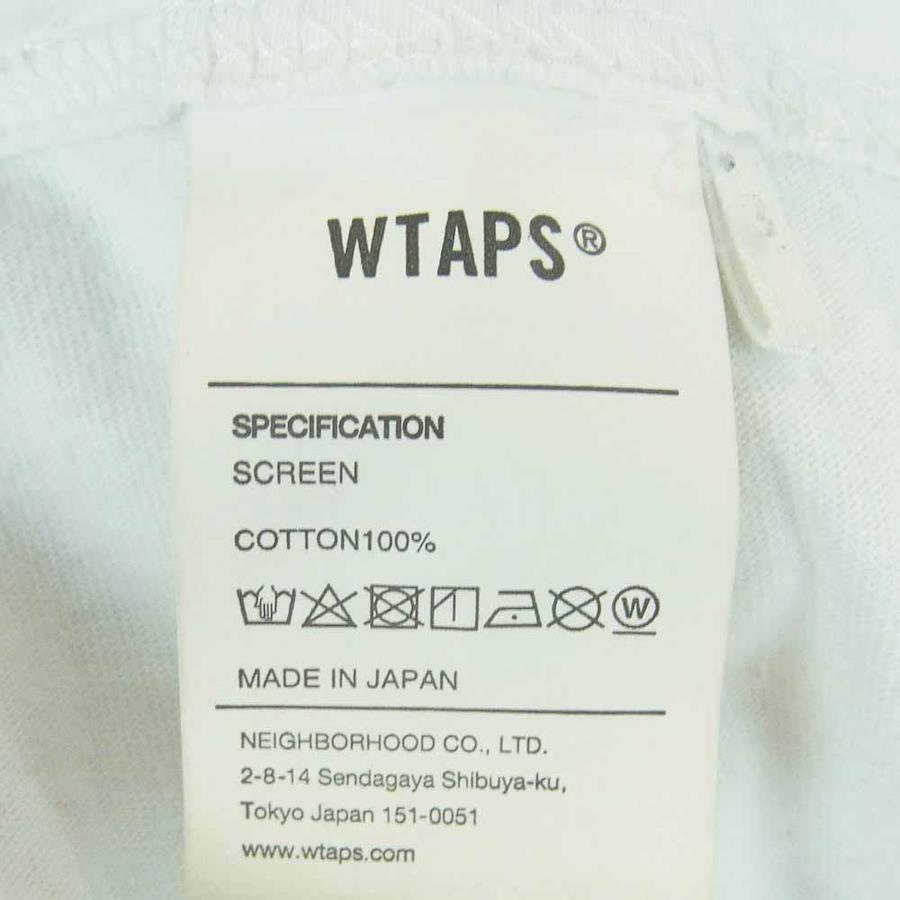 WTAPS®
SPECIFICATION
SCREEN
COTTON100%
W
MADE IN JAPAN
NEIGHBORHOOD CO., LTD.
2-8-14 Sendagaya Shibuya-ku,
Tokyo Japan 151-0051
www.wtaps.com